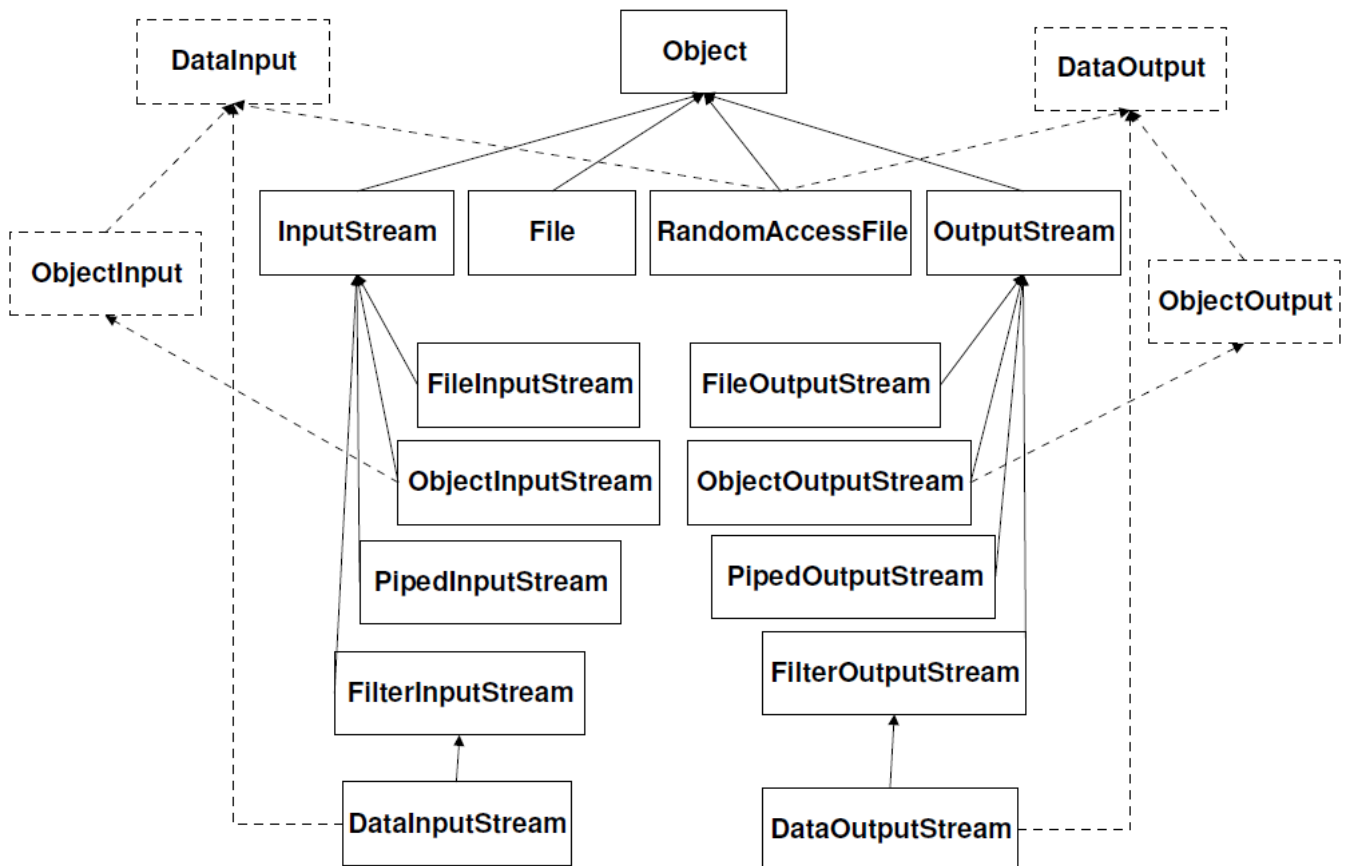 DataInput
Object
DataOutput
InputStream
File
RandomAccessFile
OutputStream
ObjectInput
ObjectOutput
FileInputStream
FileOutputStream
ObjectInputStream
ObjectOutputStream
PipedInputStream
PipedOutputStream
FilterInputStream
FilterOutputStream
DataInputStream
DataOutputStream